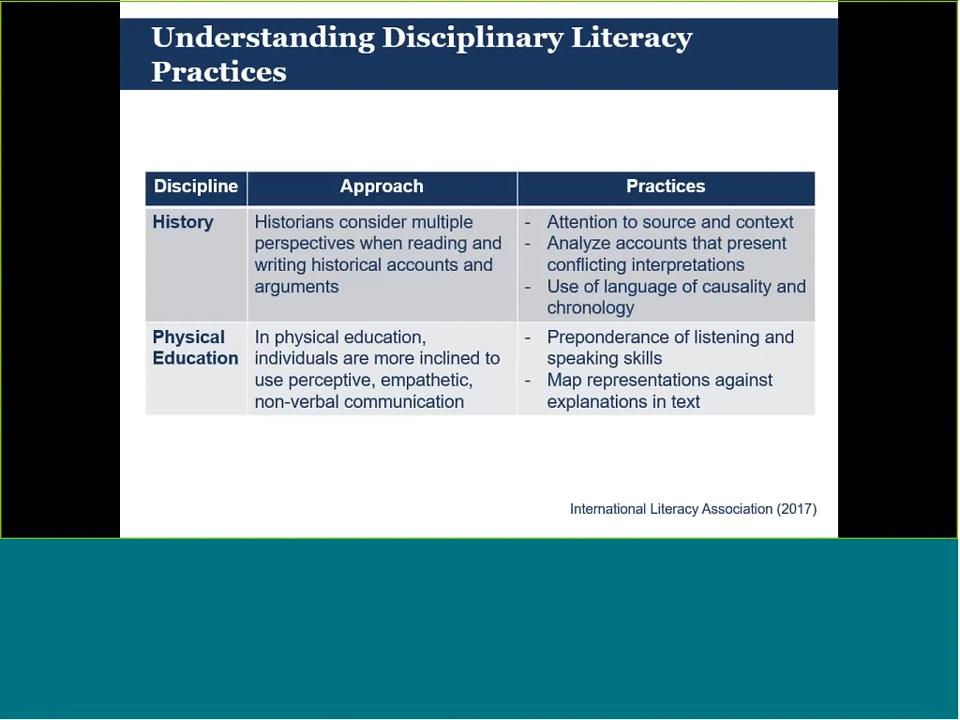 Understanding Disciplinary Literacy
Practices
Discipline
Approach
Practices
History
Historians consider multiple
perspectives when reading and
writing historical accounts and
arguments
- Attention to source and context
- Analyze accounts that present
conflicting interpretations
- Use of language of causality and
chronology
Physical
Education
In physical education,
individuals are more inclined to
use perceptive, empathetic,
non-verbal communication
- Preponderance of listening and
speaking skills
- Map representations against
explanations in text
International Literacy Association (2017)